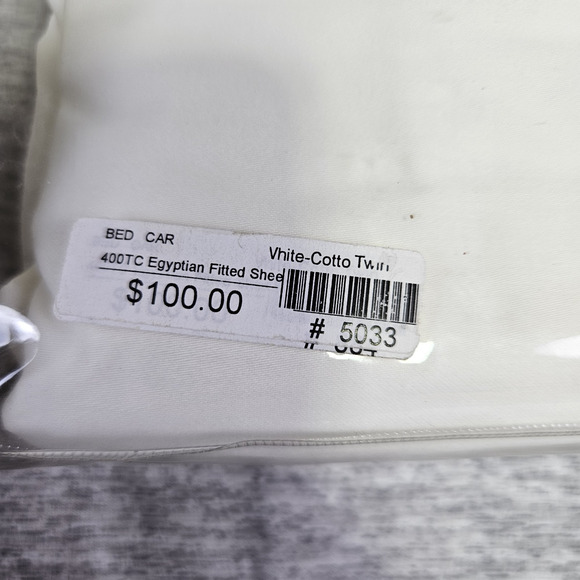 BED CAR
Vhite-Cotto Twin
400TC Egyptian Fitted Shee
$100.00
# 5033
#